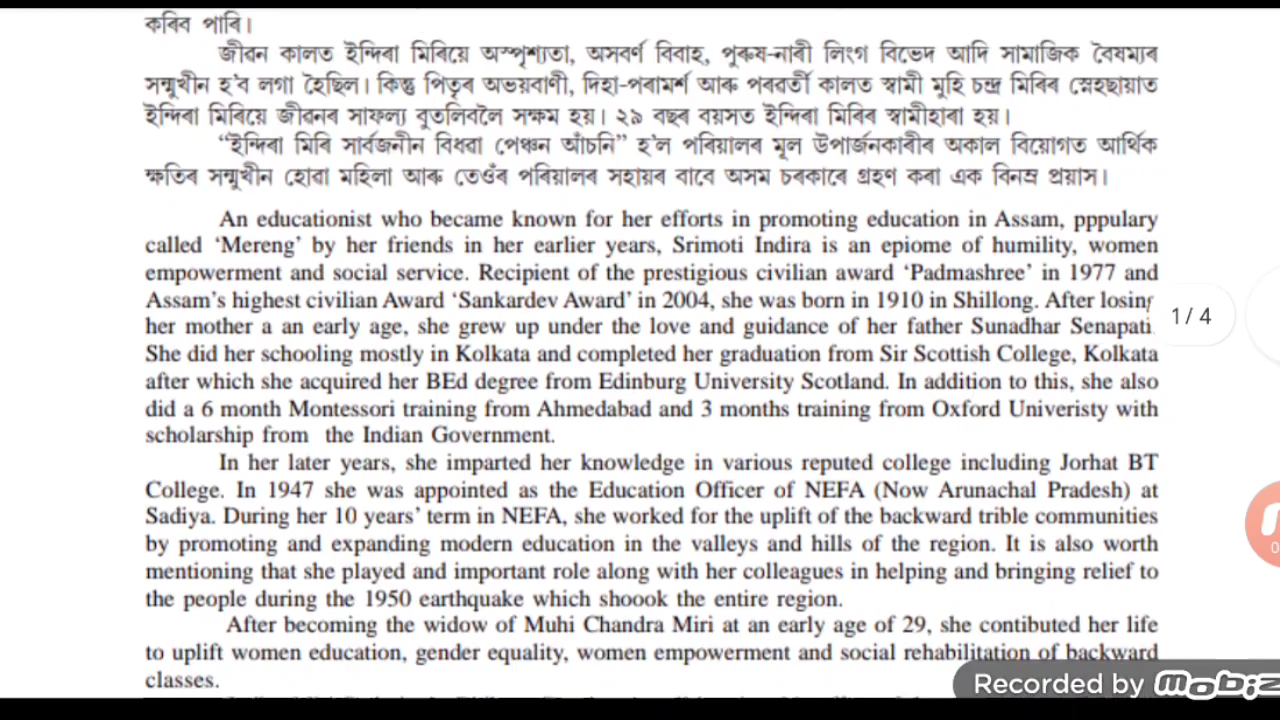 কৰিব পাৰি।
জীৱন কালত ইন্দিৰা মিৰিয়ে অস্পৃশ্যতা, অসবৰ্ণ বিবাহ, পুৰুষ-নাৰী লিংগ বিভেদ আদি সামাজিক বৈষম্যৰ
সন্মুখীন হ'ব লগা হৈছিল। কিন্তু পিতৃৰ অভয়বাণী, দিহা-পৰামৰ্শ আৰু পৰৱৰ্তী কালত স্বামী মুহি চন্দ্ৰ মিৰিৰ স্নেহছায়াত
ইন্দিৰা মিৰিয়ে জীৱনৰ সাফল্য বুতলিবলৈ সক্ষম হয়। ২৯ বছৰ বয়সত ইন্দিৰা মিৰিৰ স্বামীহাৰা হয়।
“ইন্দিৰা মিৰি সাৰ্বজনীন বিধৱা পেঞ্চন আঁচনি” হ'ল পৰিয়ালৰ মূল উপাৰ্জনকাৰীৰ অকাল বিয়োগত আৰ্থিক
ক্ষতিৰ সন্মুখীন হোৱা মহিলা আৰু তেওঁৰ পৰিয়ালৰ সহায়ৰ বাবে অসম চৰকাৰে গ্ৰহণ কৰা এক বিনম্ৰ প্ৰয়াস।
An educationist who became known for her efforts in promoting education in Assam, pppulary
called ‘Mereng’ by her friends in her earlier years, Srimoti Indira is an epiome of humility, women
empowerment and social service. Recipient of the prestigious civilian award ‘Padmashree’ in 1977 and
Assam’s highest civilian Award ‘Sankardev Award’ in 2004, she was born in 1910 in Shillong. After losing
her mother a an early age, she grew up under the love and guidance of her father Sunadhar Senapati
1 / 4
She did her schooling mostly in Kolkata and completed her graduation from Sir Scottish College, Kolkata
after which she acquired her BEd degree from Edinburg University Scotland. In addition to this, she also
did a 6 month Montessori training from Ahmedabad and 3 months training from Oxford Univeristy with
scholarship from the Indian Government.
In her later years, she imparted her knowledge in various reputed college including Jorhat BT
College. In 1947 she was appointed as the Education Officer of NEFA (Now Arunachal Pradesh) at
Sadiya. During her 10 years’ term in NEFA, she worked for the uplift of the backward trible communities
by promoting and expanding modern education in the valleys and hills of the region. It is also worth
mentioning that she played and important role along with her colleagues in helping and bringing relief to
the people during the 1950 earthquake which shoook the entire region.
After becoming the widow of Muhi Chandra Miri at an early age of 29, she contibuted her life
to uplift women education, gender equality, women empowerment and social rehabilitation of backward
classes.
Recorded by mobiz